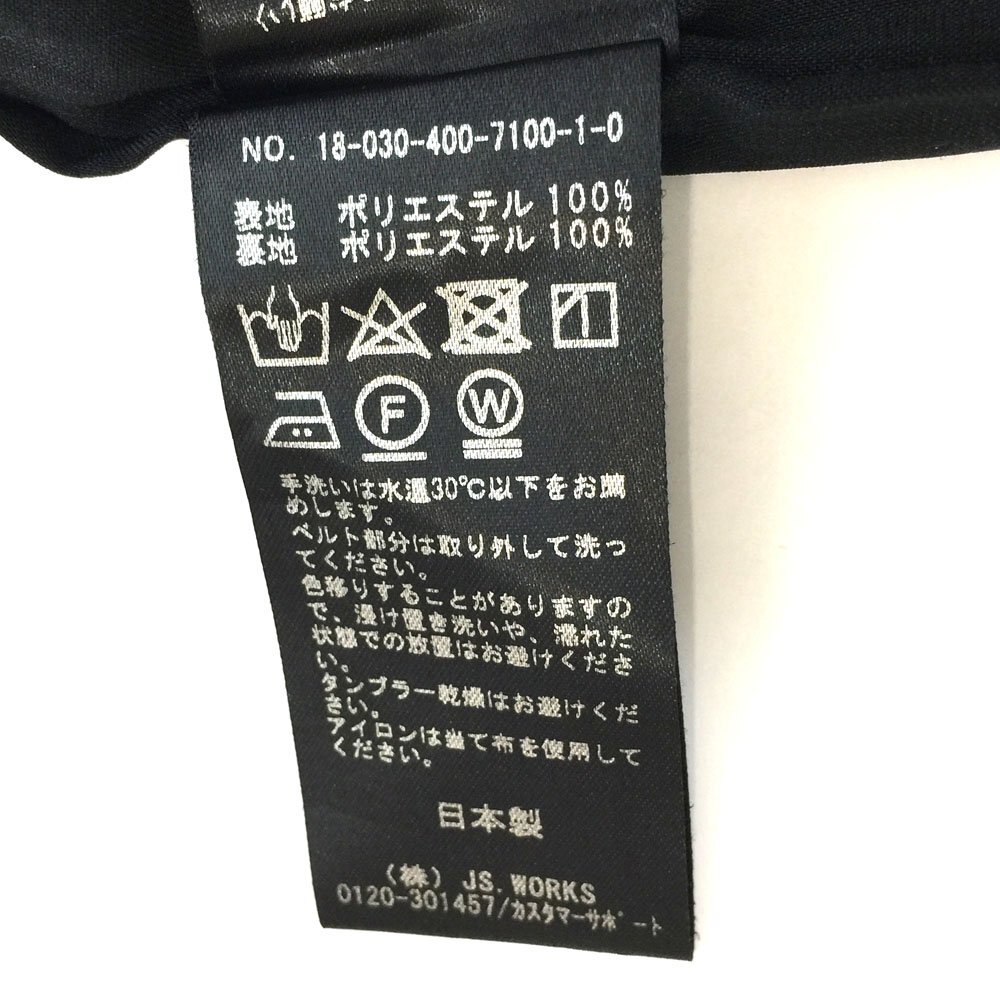 NO. 18-030-400-7100-1-0
表地 ポリエステル 100%
裏地 ポリエステル 100%
F
W
手洗いは水温30℃以下をお薦
めします。
ベルト部分は取り外して洗っ
てください。
色移りすることがありますの
で、浸け置き洗いや、濡れた
状態での放置はお避けくださ
い。
タンブラー乾燥はお避けくだ
さい。
アイロンは当て布を使用して
ください。
日本製
(株) JS.WORKS
0120-301457/カスタマーサポート